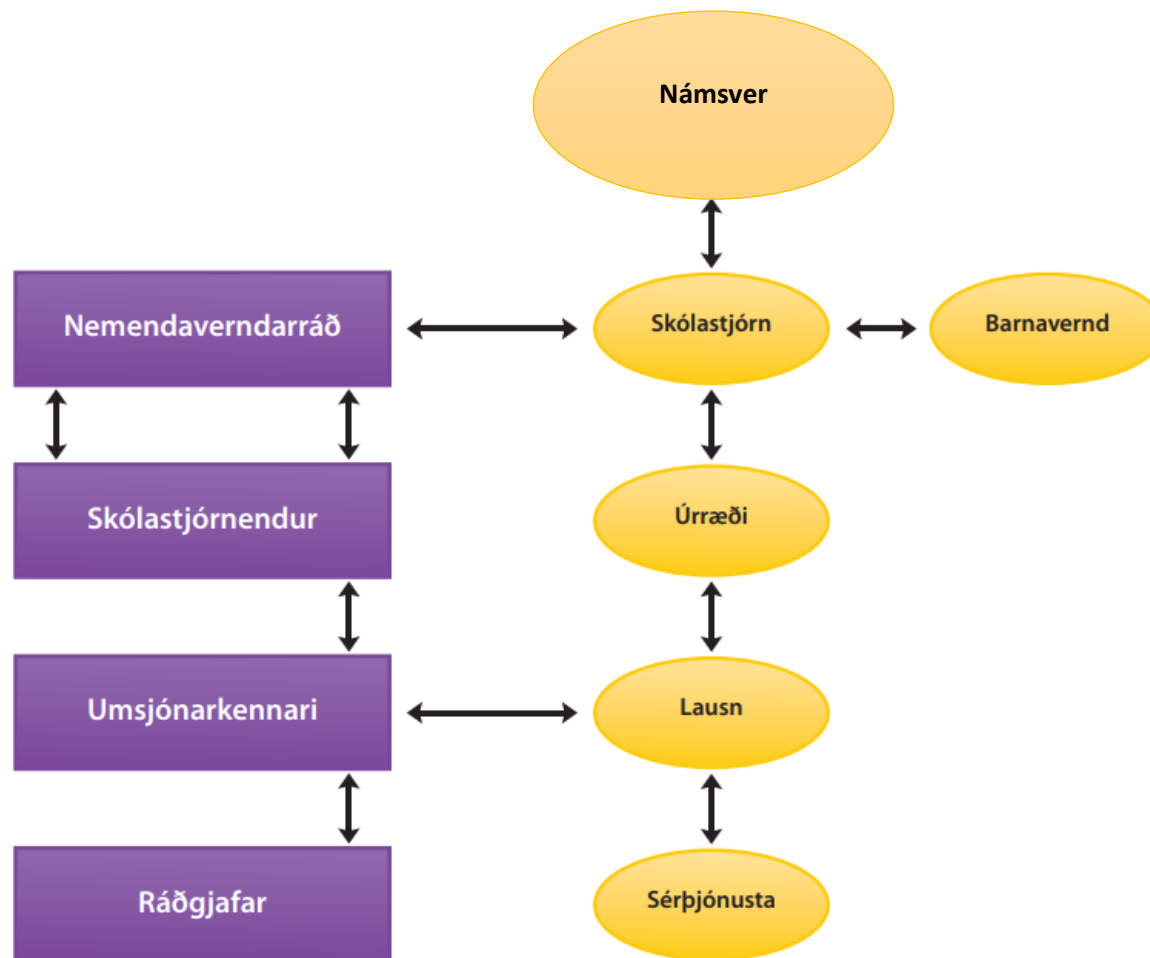 Námsver
Nemendaverndarráð
Skólastjórn
Barnavernd
Skólastjórnendur
Úrræði
Umsjónarkennari
Lausn
Ráðgjafar
Sérþjónusta